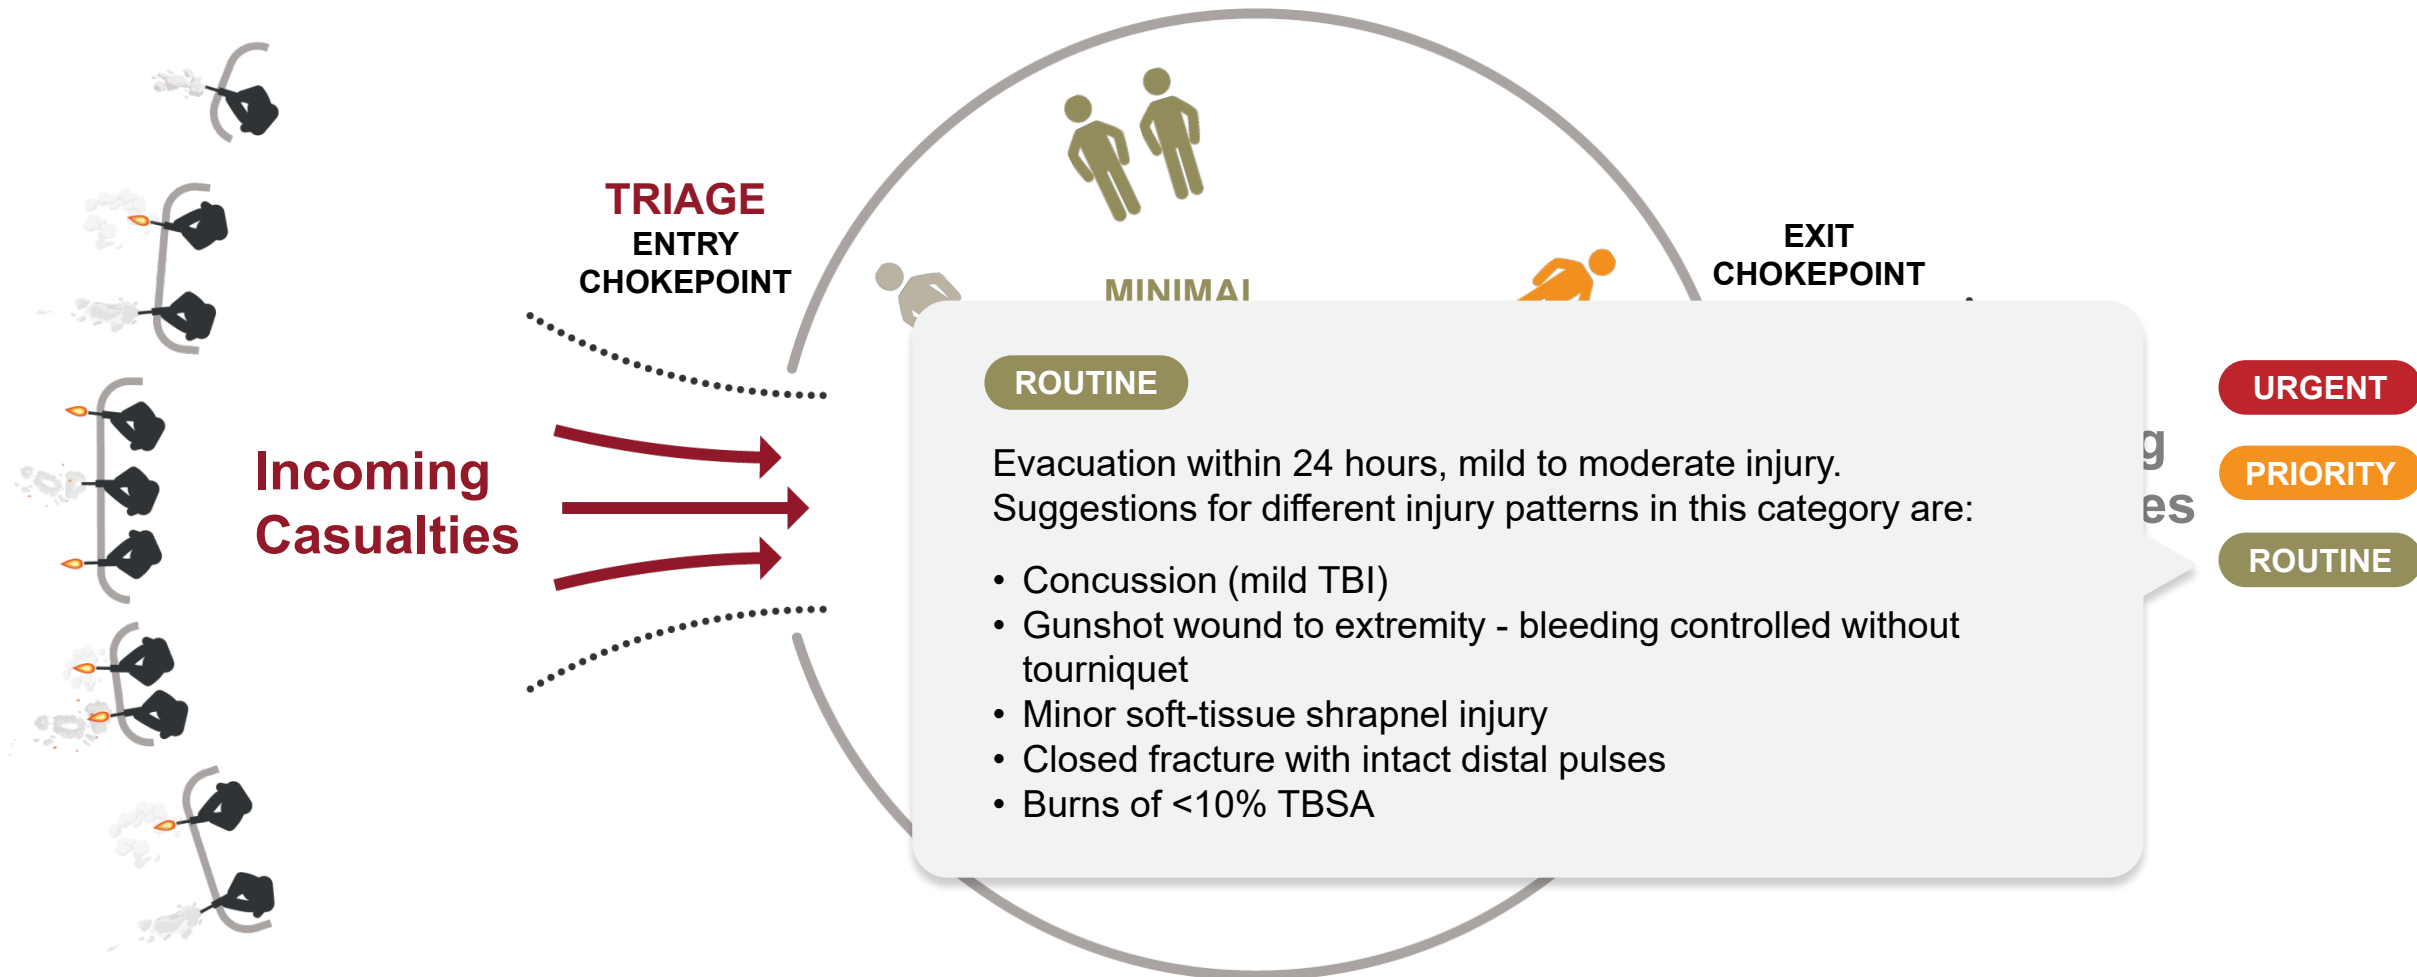 TRIAGE
ENTRY
CHOKEPOINT
EXIT
CHOKEPOINT
Incoming
Casualties
ROUTINE
Evacuation within 24 hours, mild to moderate injury.
Suggestions for different injury patterns in this category are:
• Concussion (mild TBI)
• Gunshot wound to extremity - bleeding controlled without
tourniquet
• Minor soft-tissue shrapnel injury
• Closed fracture with intact distal pulses
• Burns of <10% TBSA
URGENT
PRIORITY
ROUTINE